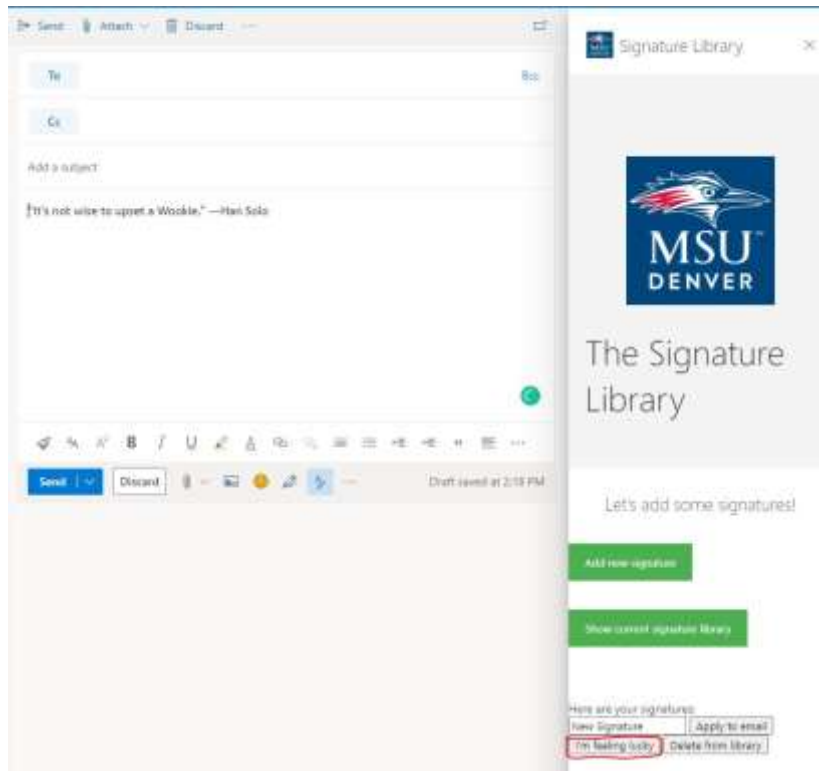 Send Attach Discard
Signature Library
To
Bcc
Cc
Add a subject
"It's not wise to upset a Wookie." —Han Solo
MSU
DENVER
The Signature
Library
B I U
Send Discard
Draft saved at 2:18 PM
Let's add some signatures!
Add new signature
Show current signature library
Here are your signatures:
New Signature Apply to email
I'm feeling lucky Delete from library